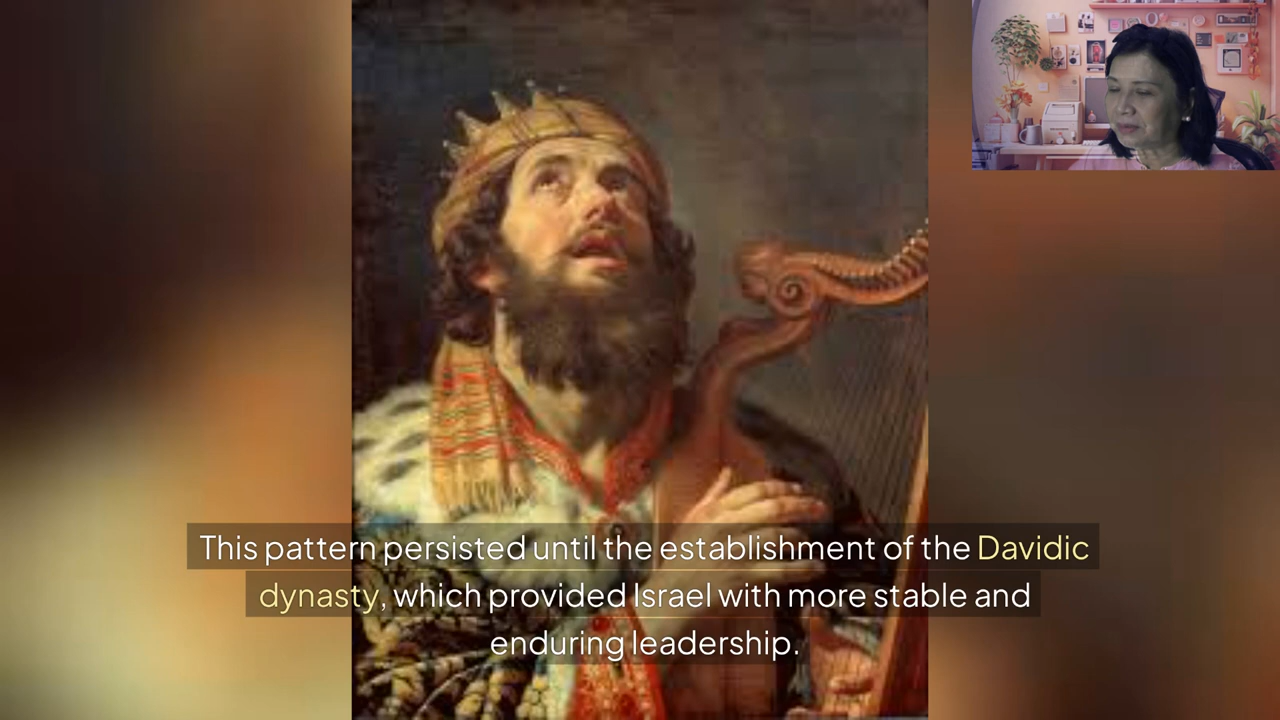 This pattern persisted until the establishment of the Davidic
dynasty, which provided Israel with more stable and
enduring leadership.